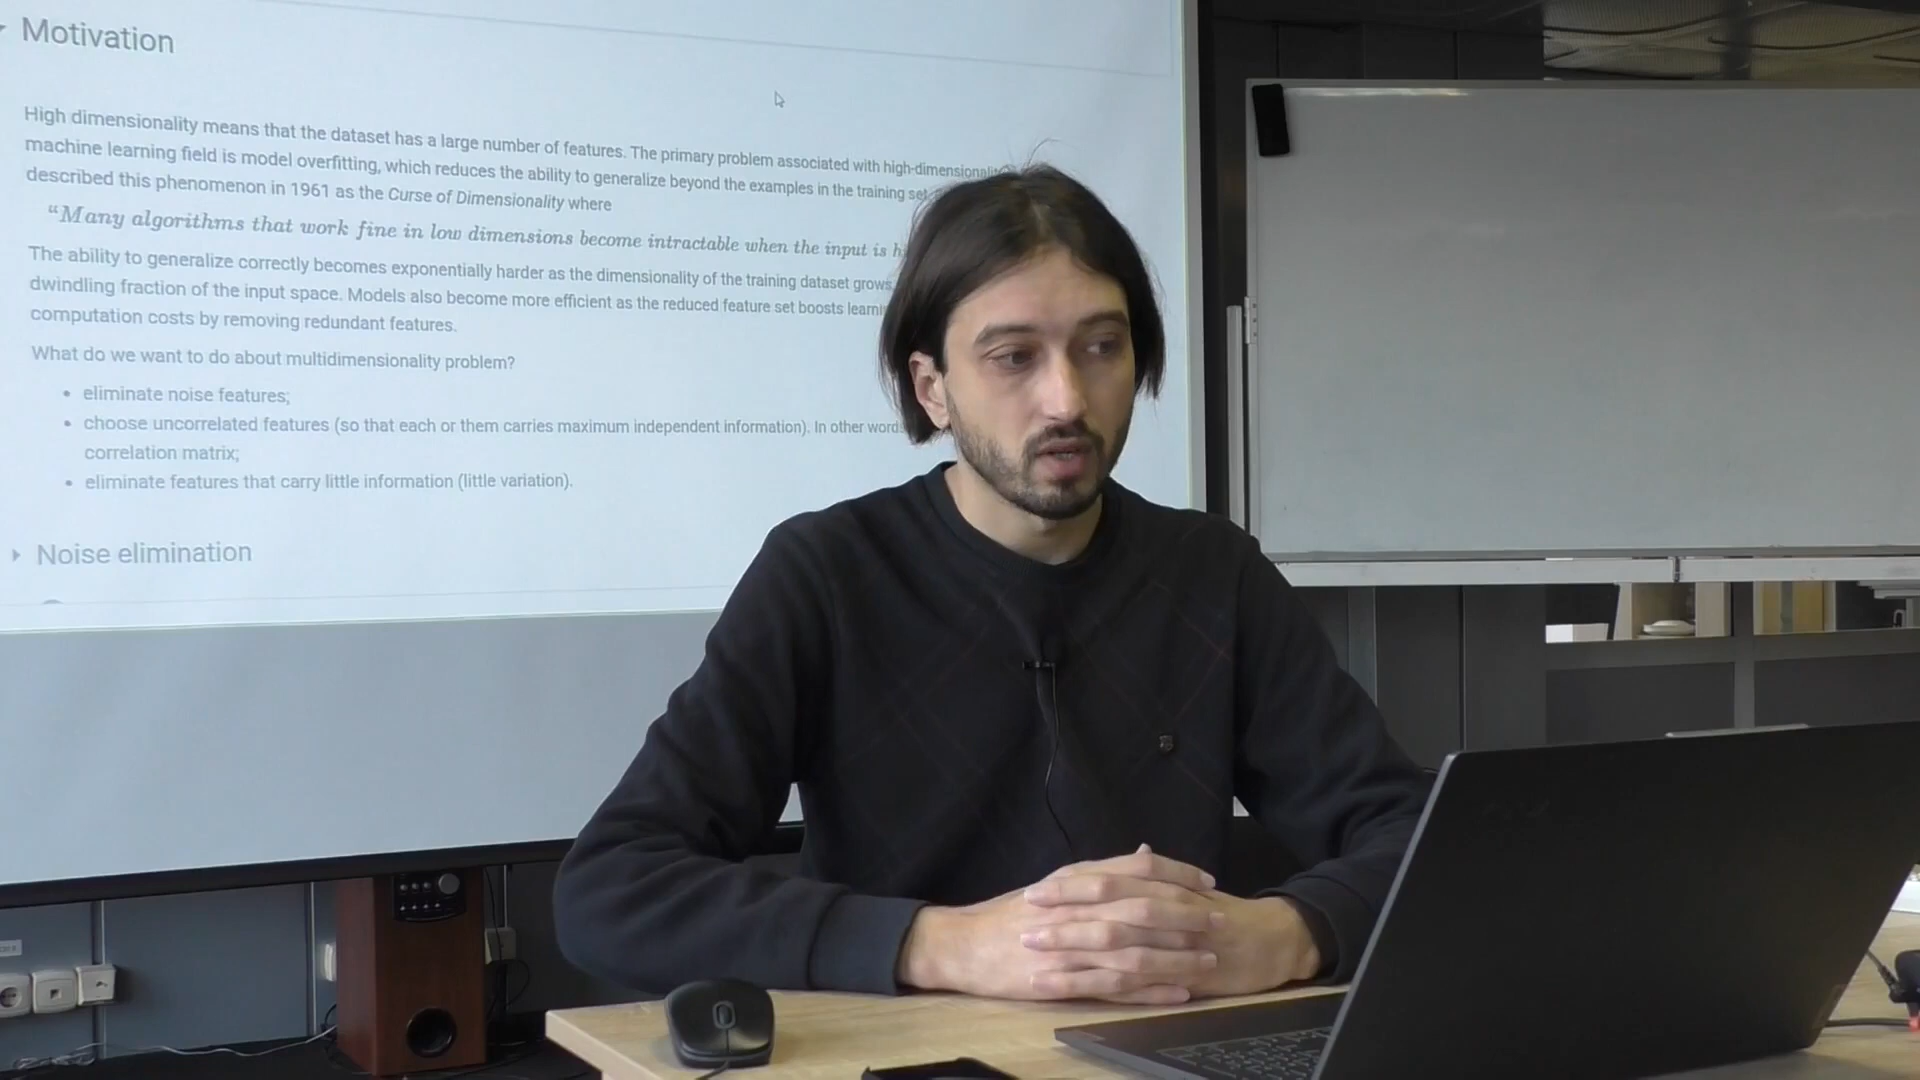 Motivation
High dimensionality means that the dataset has a large number of features. The primary problem associated with high-dimensionality
machine learning field is model overfitting, which reduces the ability to generalize beyond the examples in the training set.
described this phenomenon in 1961 as the Curse of Dimensionality where
“Many algorithms that work fine in low dimensions become intractable when the input is
The ability to generalize correctly becomes exponentially harder as the dimensionality of the training dataset grows,
dwindling fraction of the input space. Models also become more efficient as the reduced feature set boosts
computation costs by removing redundant features.
What do we want to do about multidimensionality problem?
• eliminate noise features;
• choose uncorrelated features (so that each or them carries maximum independent information). In other words
correlation matrix;
• eliminate features that carry little information (little variation).
Noise elimination